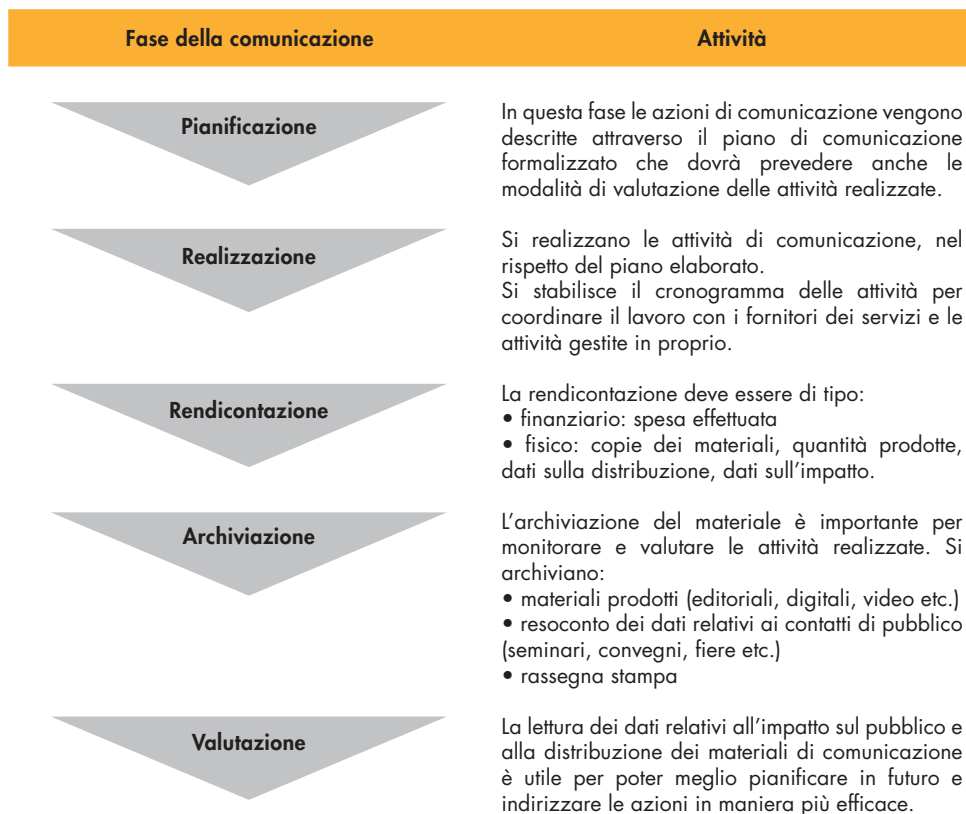 Fase della comunicazione
Attività
Pianificazione
In questa fase le azioni di comunicazione vengono
descritte attraverso il piano di comunicazione
formalizzato che dovrà prevedere anche le
modalità di valutazione delle attività realizzate.
Realizzazione
Si realizzano le attività di comunicazione, nel
rispetto del piano elaborato.
Si stabilisce il cronogramma delle attività per
coordinare il lavoro con i fornitori dei servizi e le
attività gestite in proprio.
Rendicontazione
La rendicontazione deve essere di tipo:
• finanziario: spesa effettuata
• fisico: copie dei materiali, quantità prodotte,
dati sulla distribuzione, dati sull’impatto.
Archiviazione
L’archiviazione del materiale è importante per
monitorare e valutare le attività realizzate. Si
archiviano:
• materiali prodotti (editoriali, digitali, video etc.)
• resoconto dei dati relativi ai contatti di pubblico
(seminari, convegni, fiere etc.)
• rassegna stampa
Valutazione
La lettura dei dati relativi all’impatto sul pubblico e
alla distribuzione dei materiali di comunicazione
è utile per poter meglio pianificare in futuro e
indirizzare le azioni in maniera più efficace.